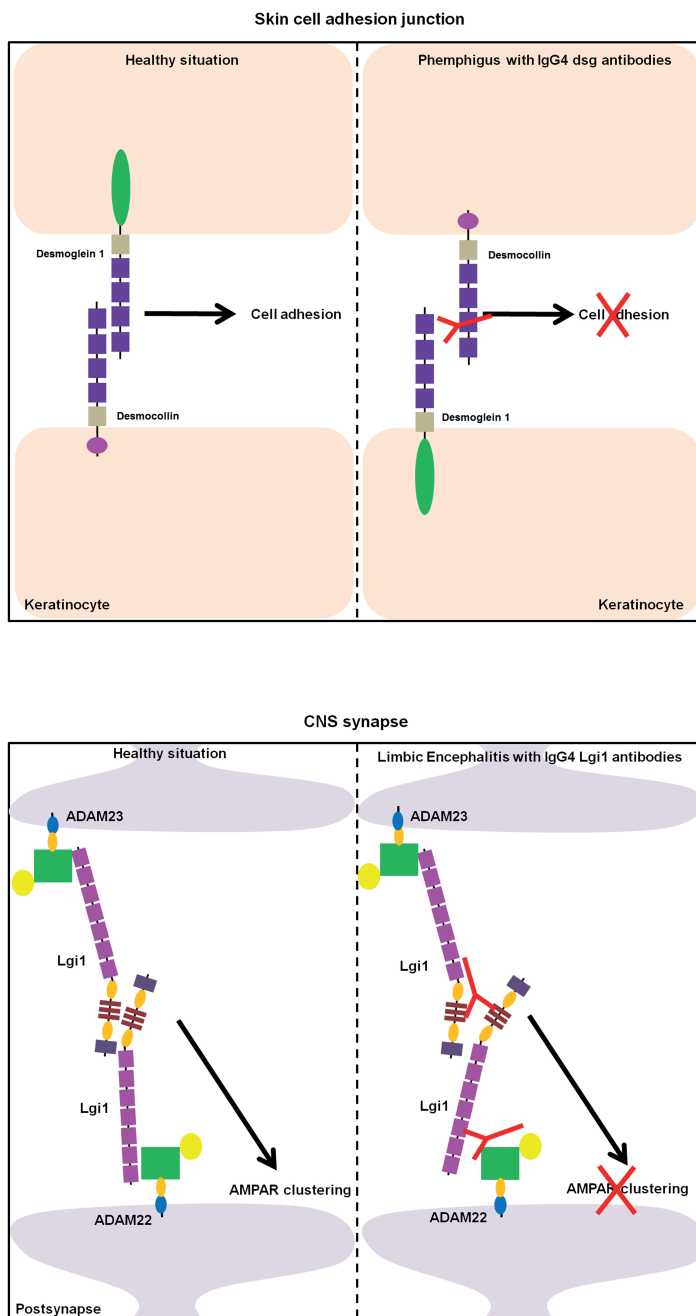 Skin cell adhesion junction
Healthy situation
Phemphigus with IgG4 dsg antibodies
Desmoglein 1
Cell adhesion
Desmocollin
Keratinocyte
Desmocollin
Cell adhesion
Desmoglein 1
Keratinocyte
CNS synapse
Healthy situation
Limbic Encephalitis with IgG4 Lgi1 antibodies
ADAM23
Lgi1
Lgi1
AMPAR clustering
ADAM22
Postsynapse
ADAM23
Lgi1
Lgi1
AMPAR clustering
ADAM22